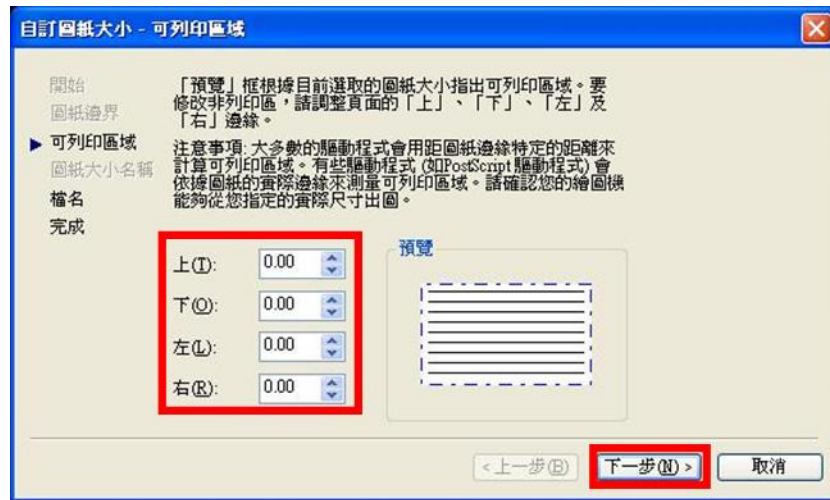 自訂圖紙大小 - 可列印區域
開始
圖紙邊界
可列印區域
圖紙大小名稱
檔名
完成
「預覽」框根據目前選取的圖紙大小指出可列印區域。要
修改非列印區，請調整頁面的「上」、「下」、「左」及
「右」邊緣。
注意事項: 大多數的驅動程式會用距圖紙邊緣特定的距離來
計算可列印區域。有些驅動程式 (如PostScript 驅動程式) 會
依據圖紙的實際邊緣來測量可列印區域。請確認您的繪圖機
能夠從您指定的實際尺寸出圖。
上(T): 0.00
下(O): 0.00
左(L): 0.00
右(R): 0.00
預覽
<上一步(B) 下一步(N) > 取消